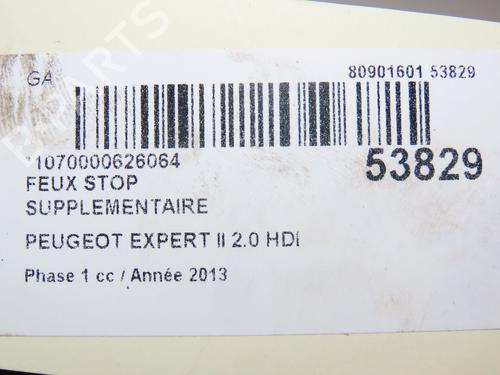 GA
80901601 53829
*1070000626064
53829
FEUX STOP
SUPPLEMENTAIRE
PEUGEOT EXPERT II 2.0 HDI
Phase 1 cc / Année 2013